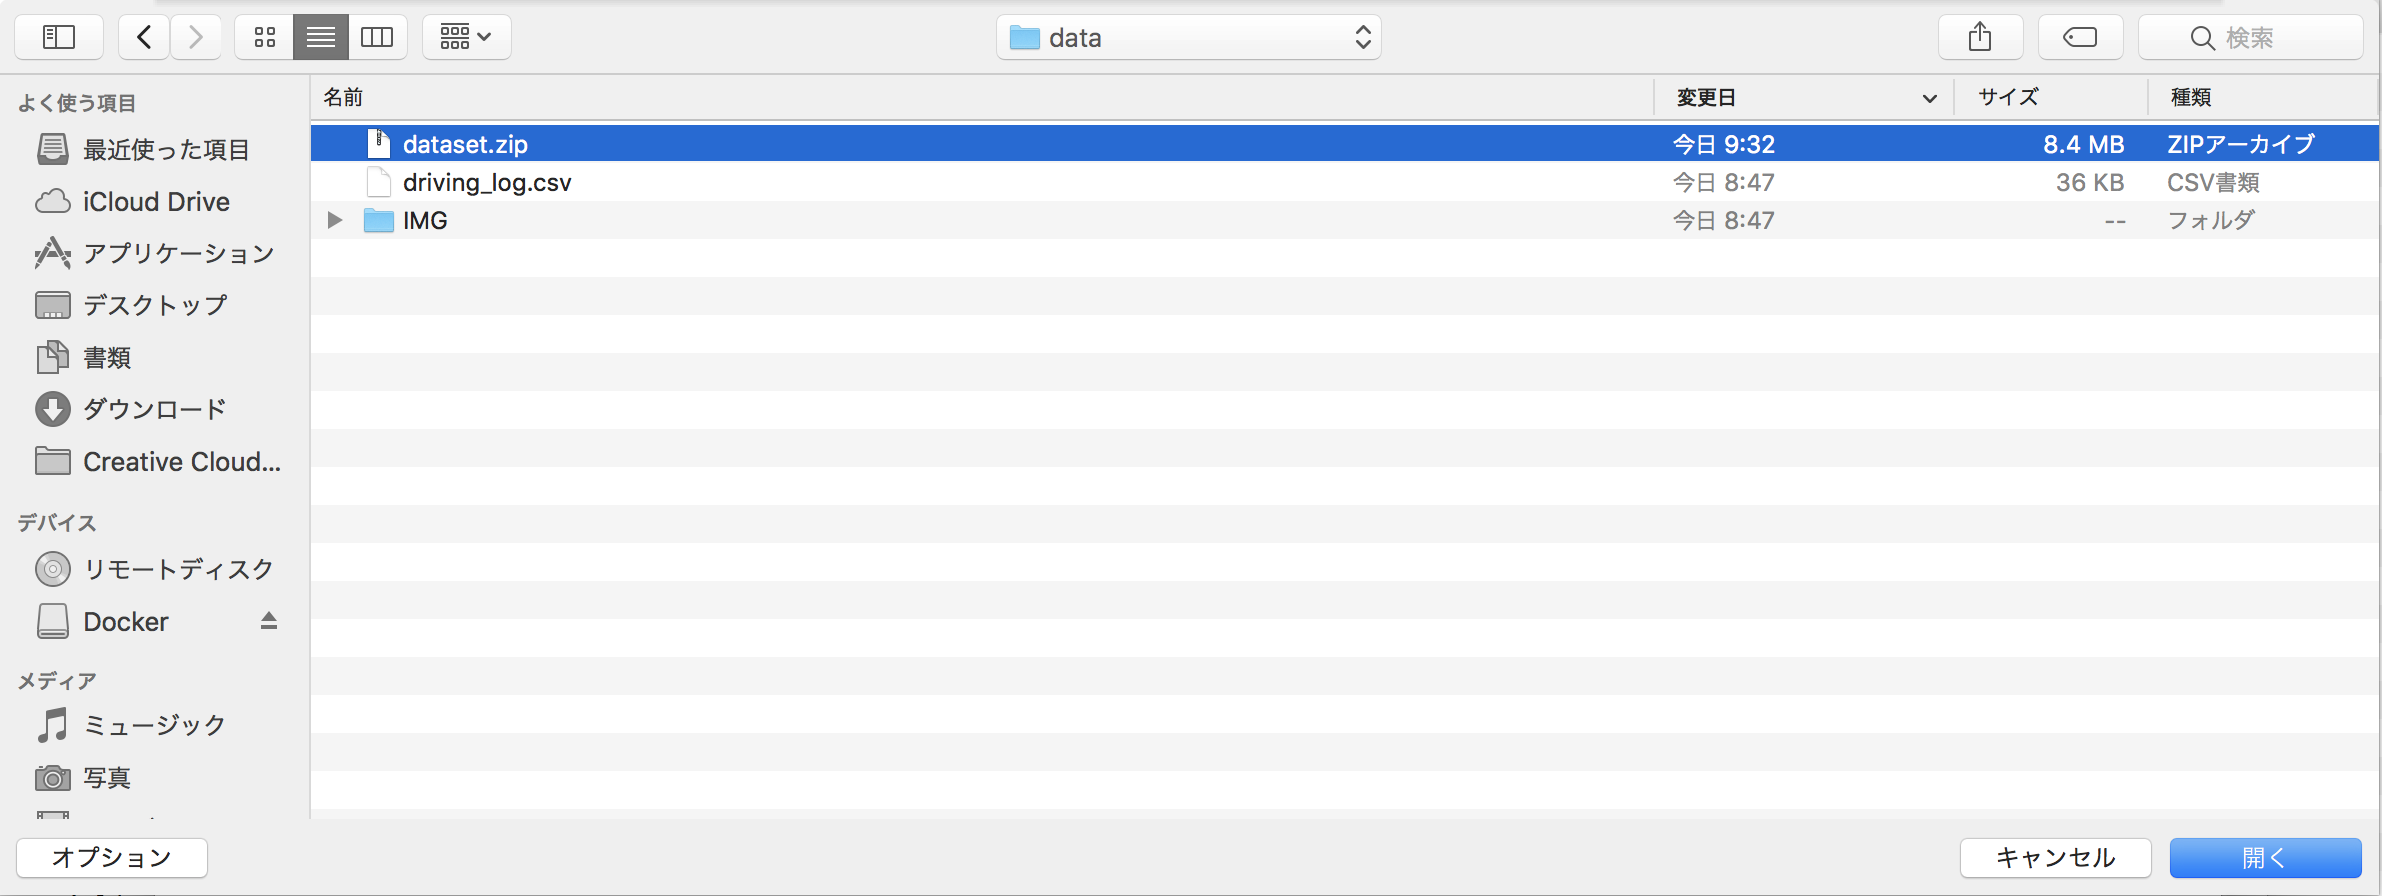 data
検索
よく使う項目
最近使った項目
iCloud Drive
アプリケーション
デスクトップ
書類
ダウンロード
Creative Cloud...
デバイス
リモートディスク
Docker
メディア
ミュージック
写真
名前 変更日 サイズ 種類
dataset.zip 今日 9:32 8.4 MB ZIPアーカイブ
driving_log.csv 今日 8:47 36 KB CSV書類
IMG 今日 8:47 -- フォルダ
オプション キャンセル 開く